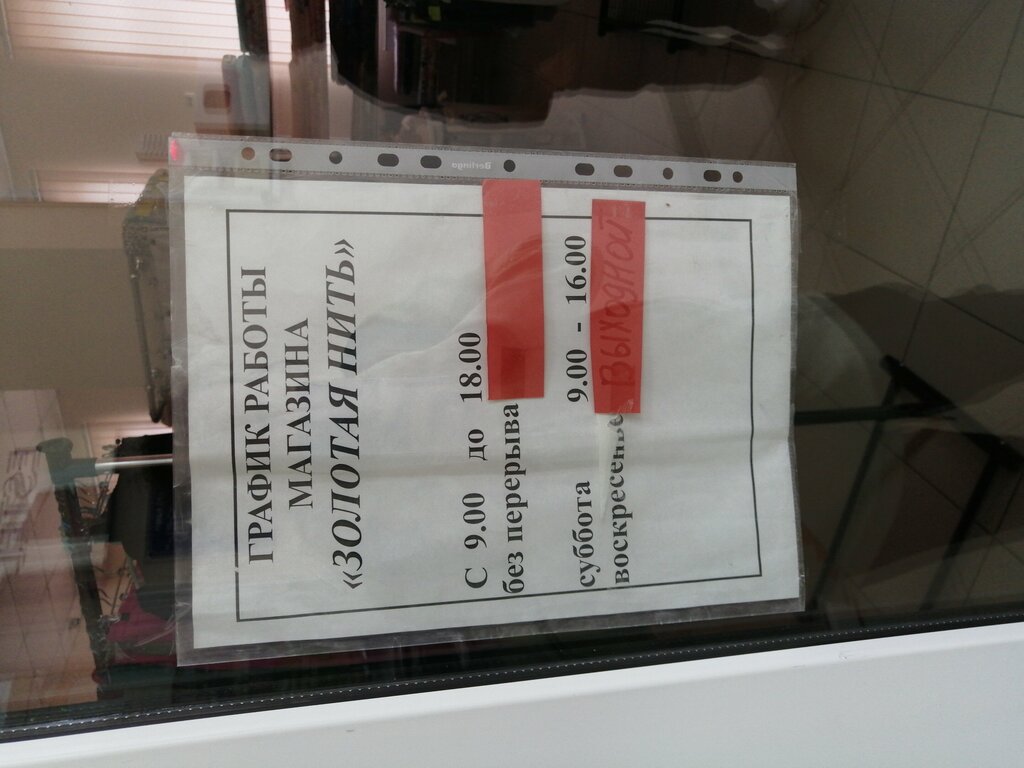 ГРАФИК РАБОТЫ
МАГАЗИНА
«ЗОЛОТАЯ НИТЬ»
С 9.00 до 18.00
без перерыва
суббота 9.00 - 16.00
воскресенье Выходной
Berlingo